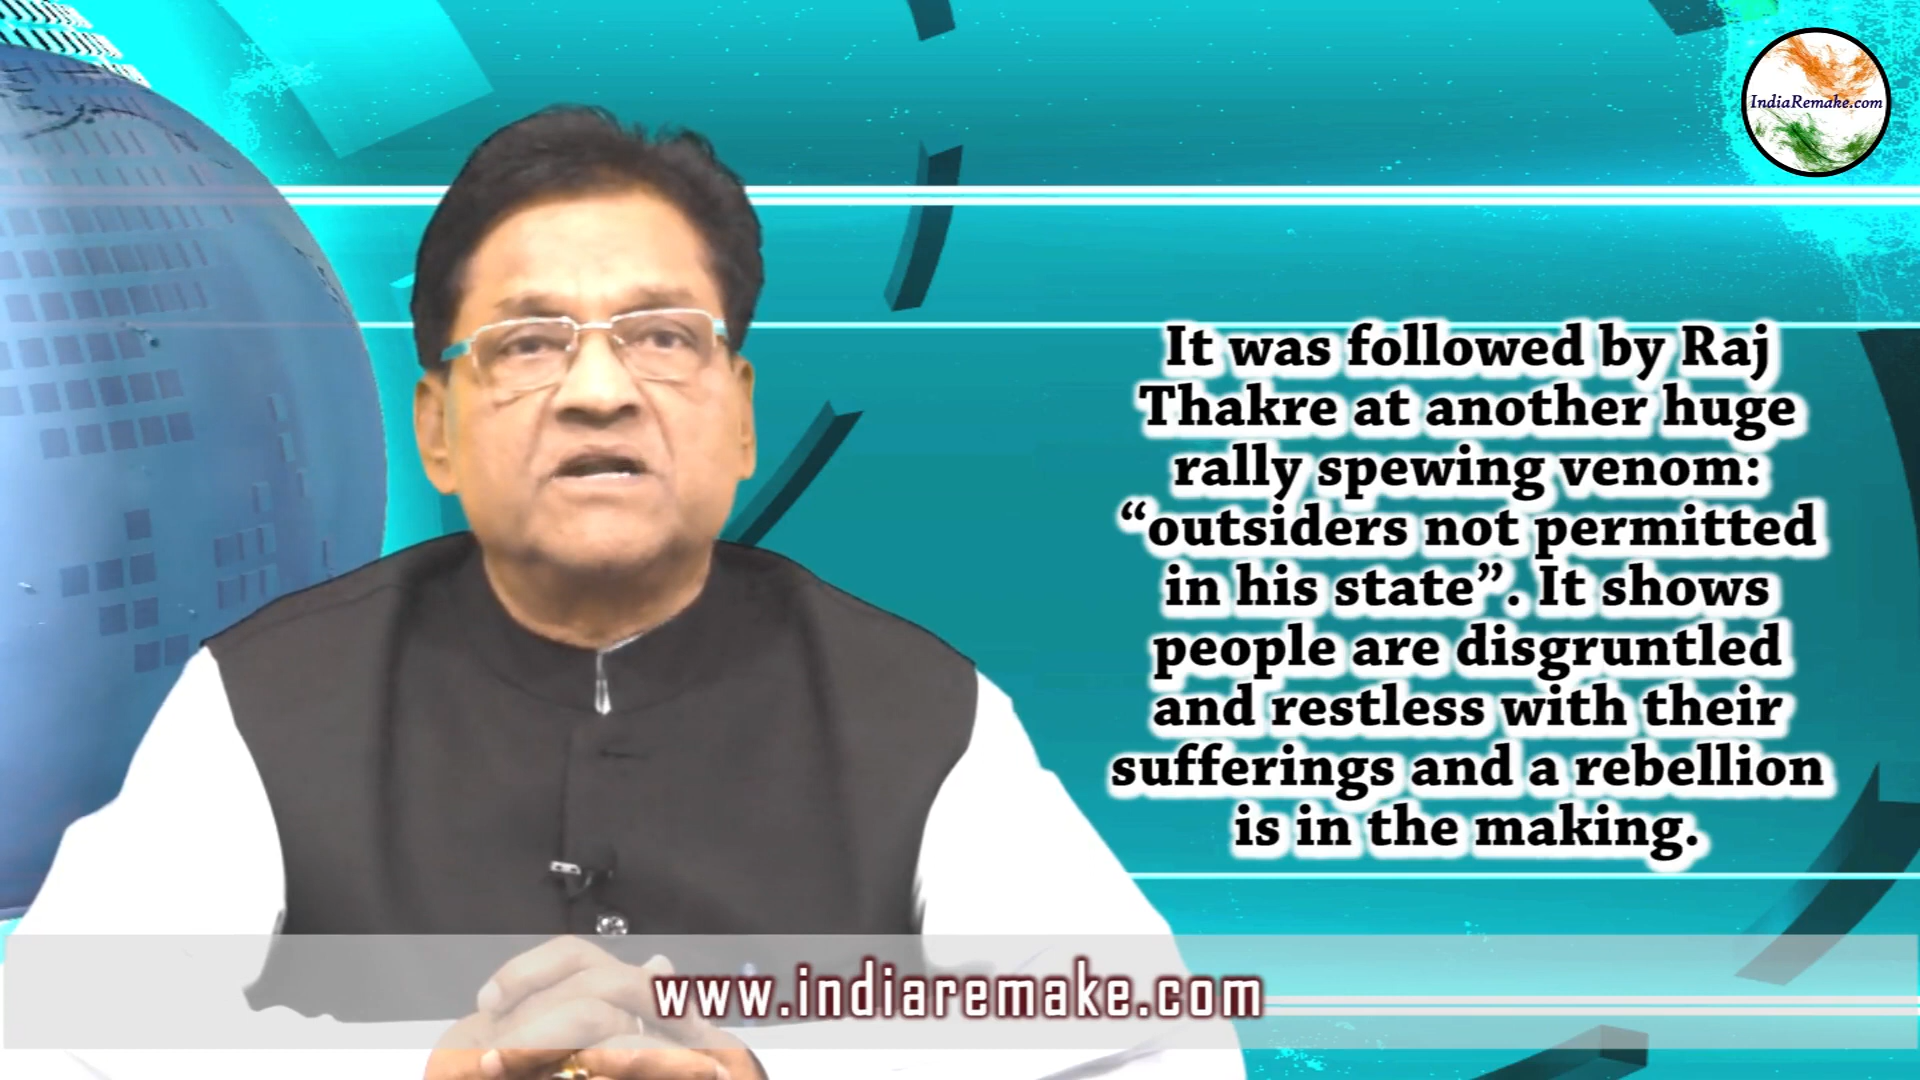 IndiaRemake.com
It was followed by Raj
Thakre at another huge
rally spewing venom:
“outsiders not permitted
in his state”. It shows
people are disgruntled
and restless with their
sufferings and a rebellion
is in the making.
www.indiaremake.com